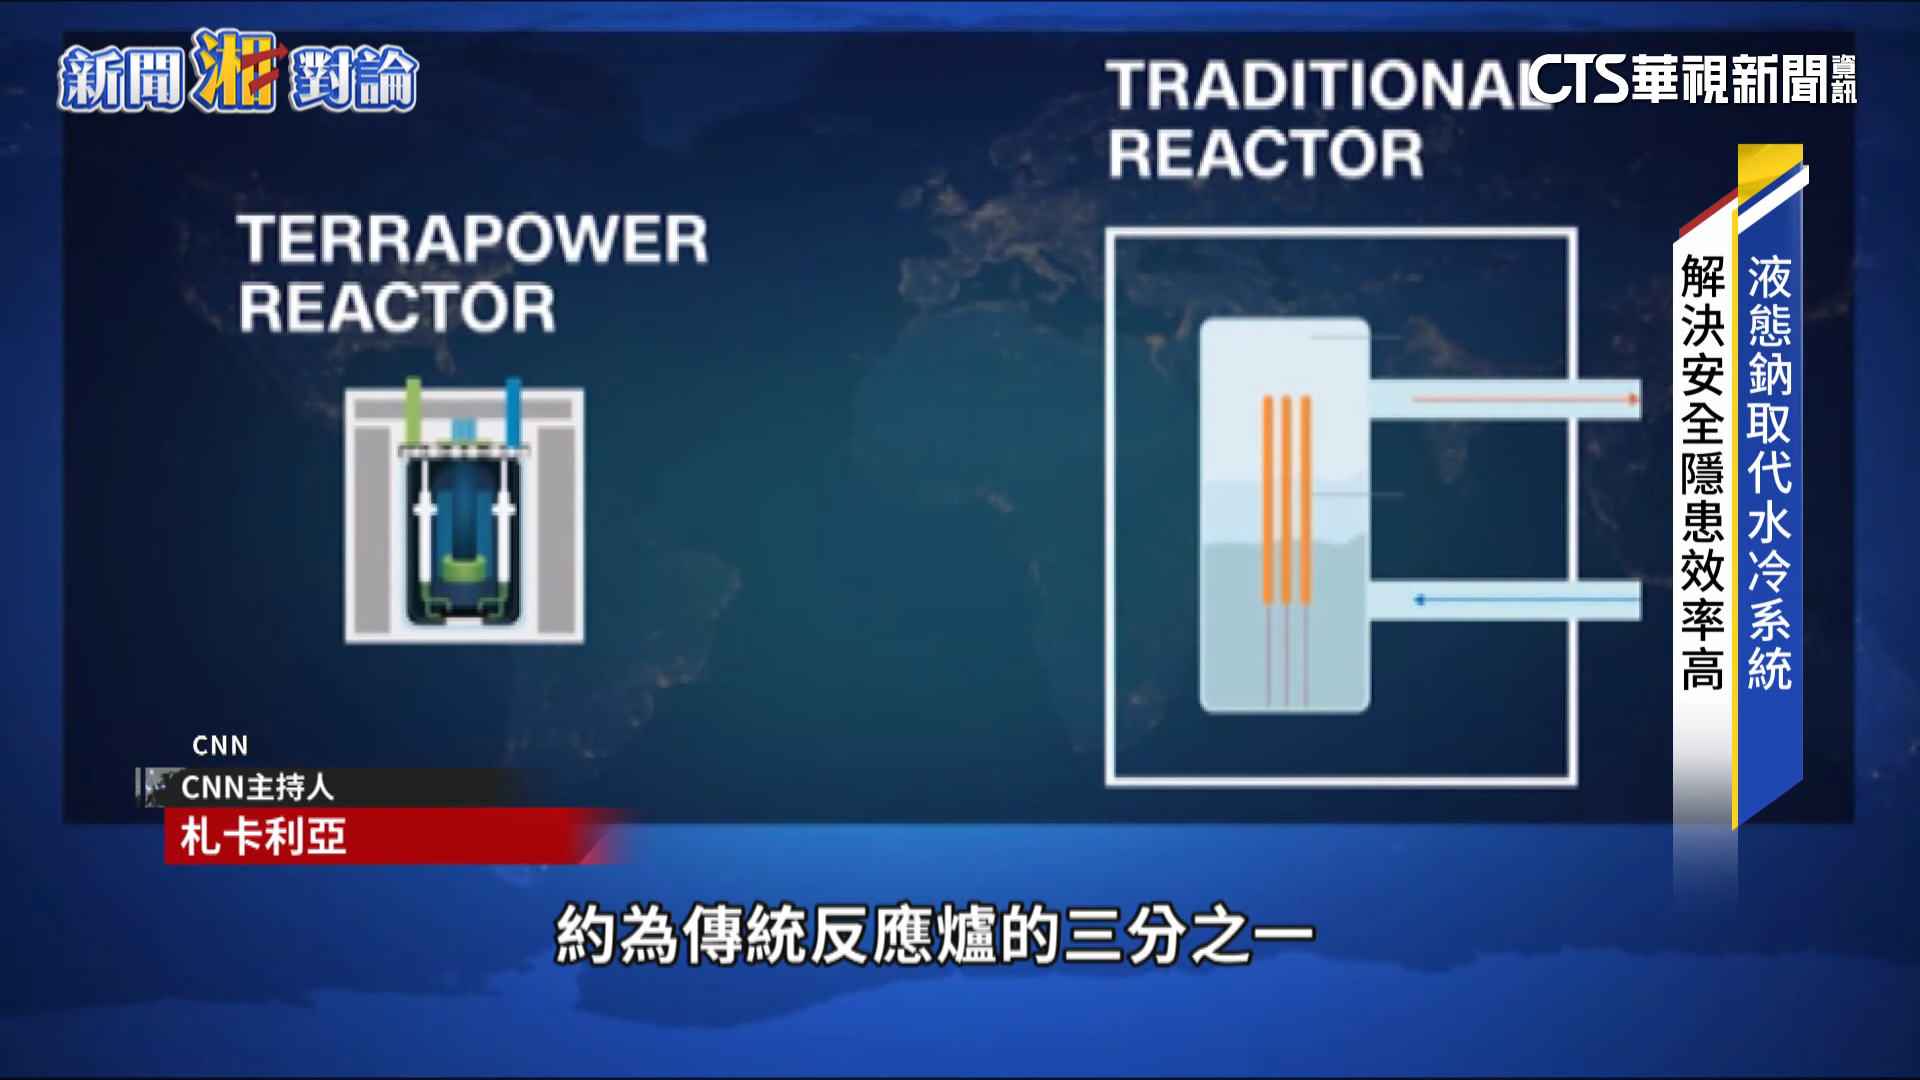 新聞湘對論
CTS華視新聞資訊
TERRAPOWER
REACTOR
TRADITIONAL
REACTOR
液態鈉取代水冷系統
解決安全隱患效率高
CNN
CNN主持人
札卡利亞
約為傳統反應爐的三分之一